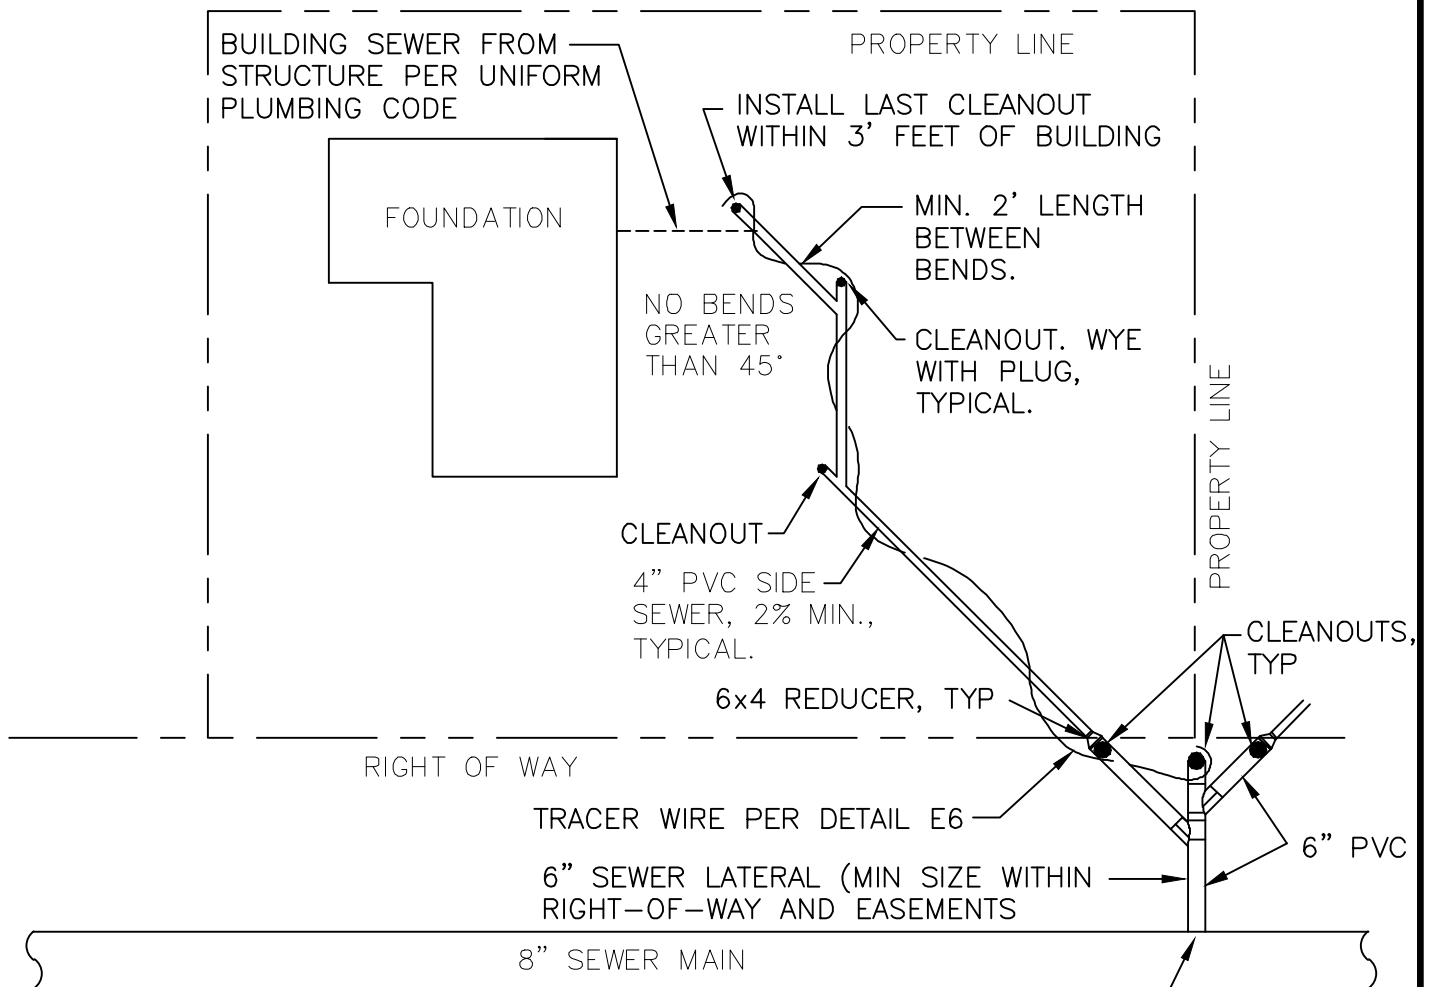 BUILDING SEWER FROM
STRUCTURE PER UNIFORM
PLUMBING CODE
PROPERTY LINE
INSTALL LAST CLEANOUT
WITHIN 3' FEET OF BUILDING
FOUNDATION
MIN. 2' LENGTH
BETWEEN
BENDS.
NO BENDS
GREATER
THAN 45°
CLEANOUT. WYE
WITH PLUG,
TYPICAL.
PROPERTY LINE
CLEANOUT
4" PVC SIDE
SEWER, 2% MIN.,
TYPICAL.
CLEANOUTS,
TYP
6x4 REDUCER, TYP
RIGHT OF WAY
TRACER WIRE PER DETAIL E6
6" PVC
6" SEWER LATERAL (MIN SIZE WITHIN
RIGHT-OF-WAY AND EASEMENTS
8" SEWER MAIN